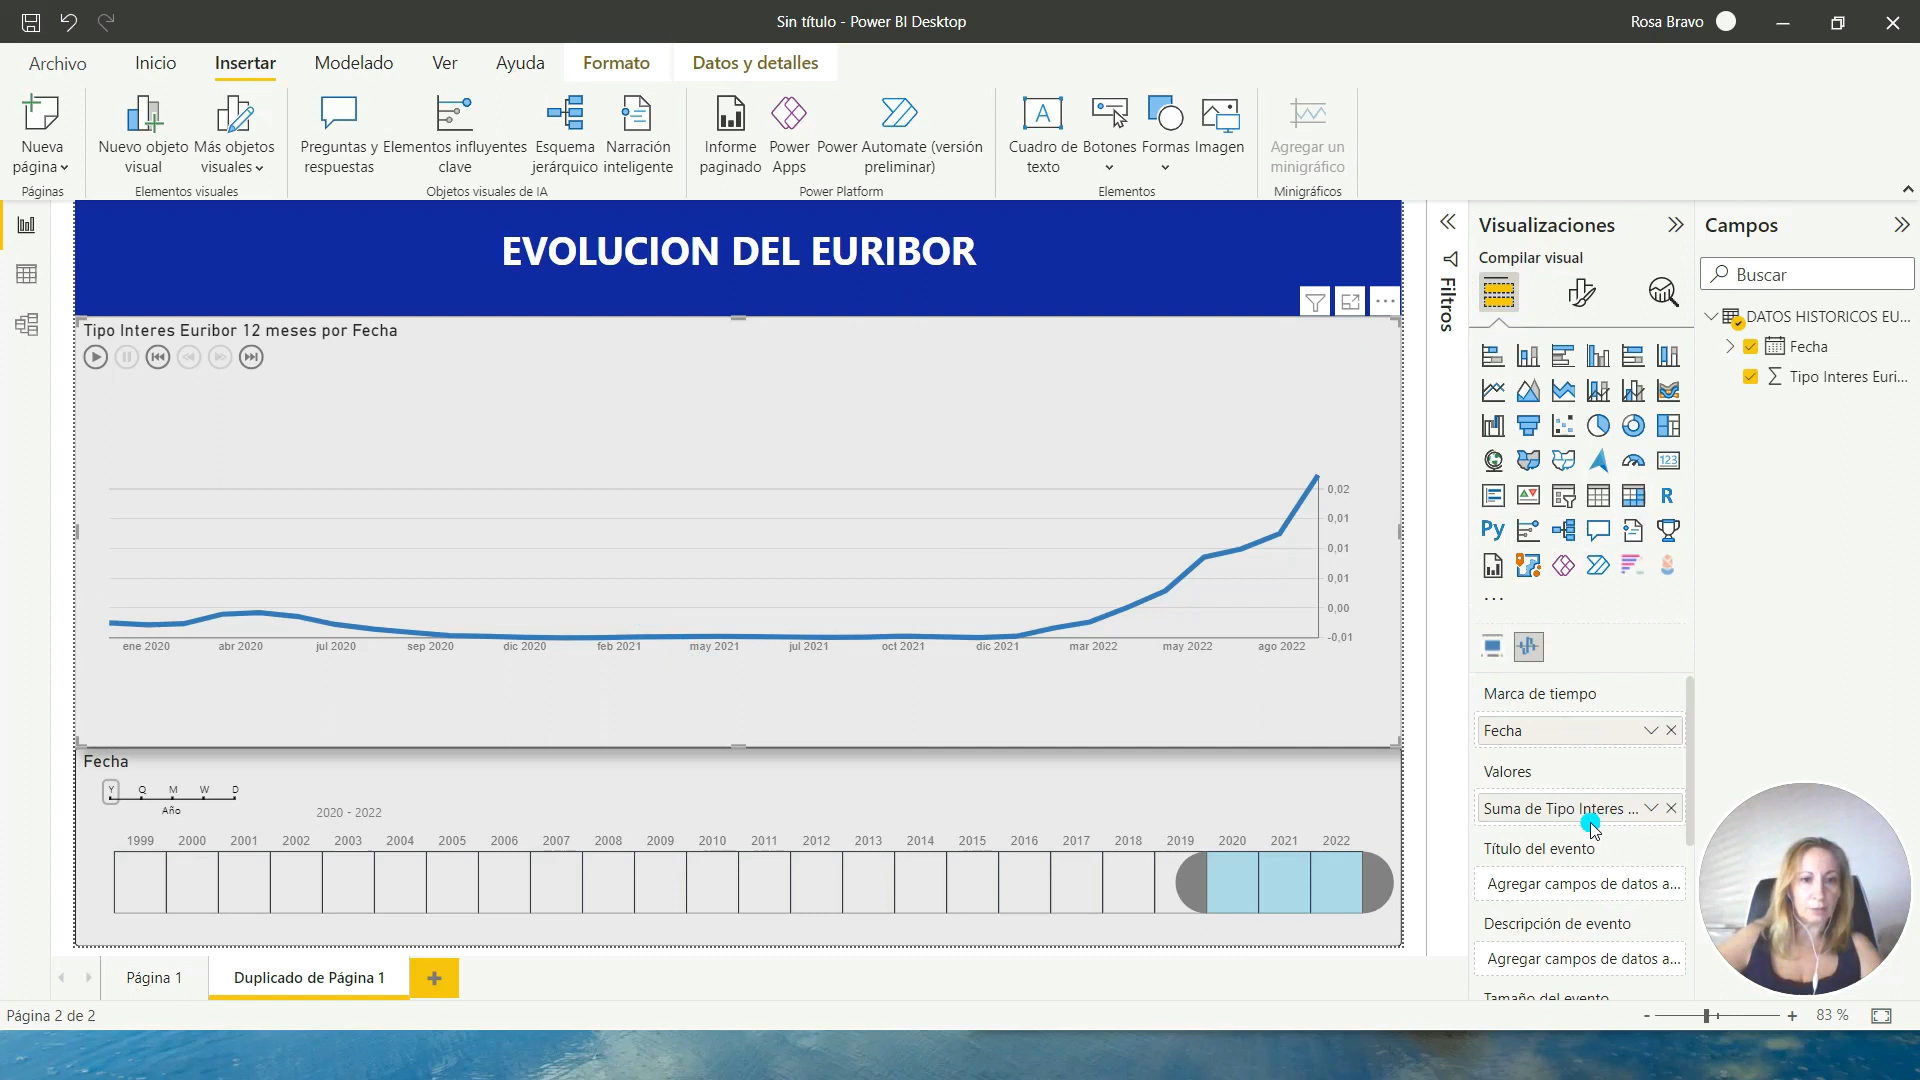 Sin título - Power BI Desktop
Rosa Bravo
Archivo
Inicio
Insertar
Modelado
Ver
Ayuda
Formato
Datos y detalles
Nueva
página
Páginas
Nuevo objeto
visual
Más objetos
visuales
Elementos visuales
Preguntas y
respuestas
Elementos influyentes
clave
Esquema
jerárquico
Narración
inteligente
Objetos visuales de IA
Informe
paginado
Power
Apps
Power Automate (versión
preliminar)
Power Platform
Cuadro de
texto
Botones
Formas
Imagen
Elementos
Agregar un
minigráfico
Minigráficos
EVOLUCION DEL EURIBOR
Tipo Interes Euribor 12 meses por Fecha
0,02
0,01
0,01
0,01
0,00
-0,01
ene 2020
abr 2020
jul 2020
sep 2020
dic 2020
feb 2021
may 2021
jul 2021
oct 2021
dic 2021
mar 2022
may 2022
ago 2022
Fecha
Y Q M W D
Año
2020 - 2022
1999 2000 2001 2002 2003 2004 2005 2006 2007 2008 2009 2010 2011 2012 2013 2014 2015 2016 2017 2018 2019 2020 2021 2022
Página 1
Duplicado de Página 1
Página 2 de 2
Filtros
Visualizaciones
Compilar visual
123
R
Py
Marca de tiempo
Fecha
Valores
Suma de Tipo Interes ...
Título del evento
Agregar campos de datos a...
Descripción de evento
Agregar campos de datos a...
Tamaño del evento
Campos
Buscar
DATOS HISTORICOS EU...
Fecha
Tipo Interes Euri...
83 %